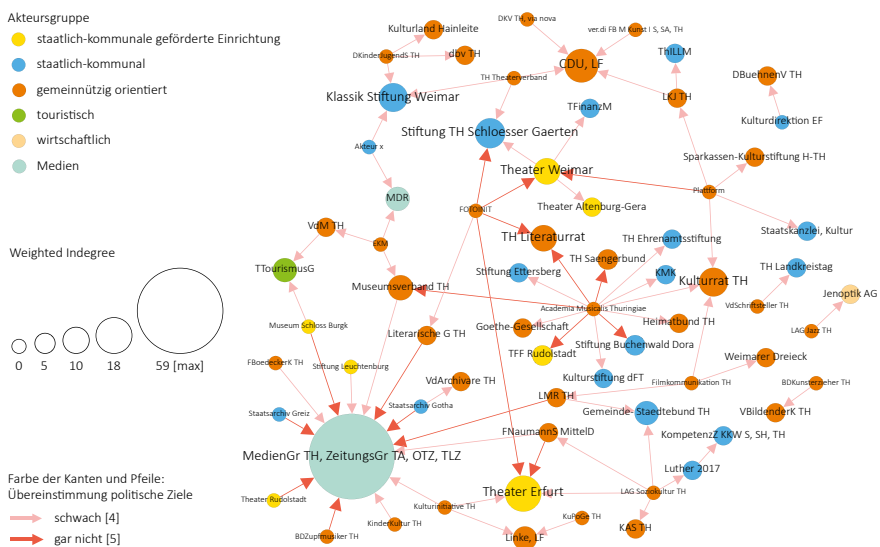 Akteursgruppe
staatlich-kommunale geförderte Einrichtung
staatlich-kommunal
gemeinnützig orientiert
touristisch
wirtschaftlich
Medien
Weighted Indegree
0
5
10
18
59 [max]
Farbe der Kanten und Pfeile:
Übereinstimmung politische Ziele
schwach [4]
gar nicht [5]
DKV TH, via nova
Kulturland Hainleite
ver.di FB M Kunst I S, SA, TH
DKinderJugendS TH
dbv TH
ThILLM
CDU, LF
TH Theaterverband
DBuehnenV TH
Klassik Stiftung Weimar
LKJ TH
TFinanzM
Kulturdirektion EF
Stiftung TH Schloesser Gaerten
Akteur x
Sparkassen-Kulturstiftung H-TH
Theater Weimar
Plattform
MDR
Theater Altenburg-Gera
FOTOINIT
VdM TH
Staatskanzlei, Kultur
TH Literaturrat
TH Ehrenamtsstiftung
EKM
TH Saengerbund
TTourismusG
Stiftung Ettersberg
KMK
TH Landkreistag
Kulturrat TH
Museumsverband TH
Jenoptik AG
Academia Musicalis Thuringiae
VdSchriftsteller TH
Museum Schloss Burgk
Goethe-Gesellschaft
Heimatbund TH
LAG Jazz TH
Literarische G TH
Stiftung Buchenwald Dora
TFF Rudolstadt
Weimarer Dreieck
FBoedeckerK TH
Stiftung Leuchtenburg
VdArchivare TH
Kulturstiftung dFT
Filmkommunikation TH
BDKunsterzieher TH
LMR TH
Staatsarchiv Greiz
Staatsarchiv Gotha
Gemeinde- Staedtebund TH
VBildenderK TH
FNaumannS MittelD
KompetenzZ KKW S, SH, TH
MedienGr TH, ZeitungsGr TA, OTZ, TLZ
Luther 2017
Theater Erfurt
LAG Soziokultur TH
Theater Rudolstadt
Kulturinitiative TH
KuPoGe TH
KinderKultur TH
KAS TH
BDZupfmusiker TH
Linke, LF